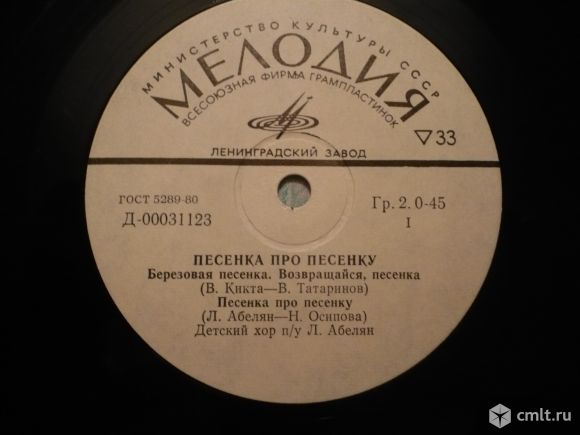 МИНИСТЕРСТВО КУЛЬТУРЫ СССР
МЕЛОДИЯ
ВСЕСОЮЗНАЯ ФИРМА ГРАМПЛАСТИНОК
▽33
ЛЕНИНГРАДСКИЙ ЗАВОД
ГОСТ 5289-80
Гр. 2. 0-45
Д-00031123
I
ПЕСЕНКА ПРО ПЕСЕНКУ
Березовая песенка. Возвращайся, песенка
(В. Кикта—В. Татаринов)
Песенка про песенку
(Л. Абелян—Н. Осипова)
Детский хор п/у Л. Абелян
cmlt.ru